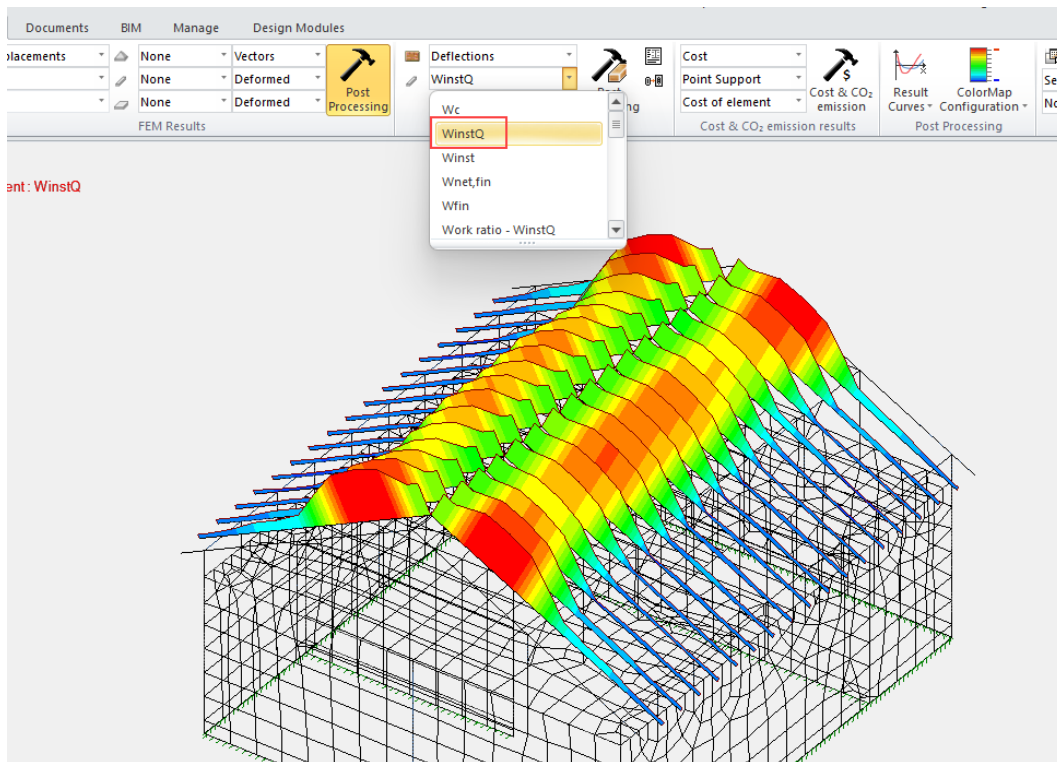 Documents BIM Manage Design Modules
placements None Vectors Deflections Cost
None Deformed WinstQ Point Support
None Deformed Post Processing Cost of element Cost & CO₂ emission Result Curves ColorMap Configuration
FEM Results Cost & CO₂ emission results Post Processing
Wc
WinstQ
Winst
Wnet,fin
Wfin
Work ratio - WinstQ
ent : WinstQ